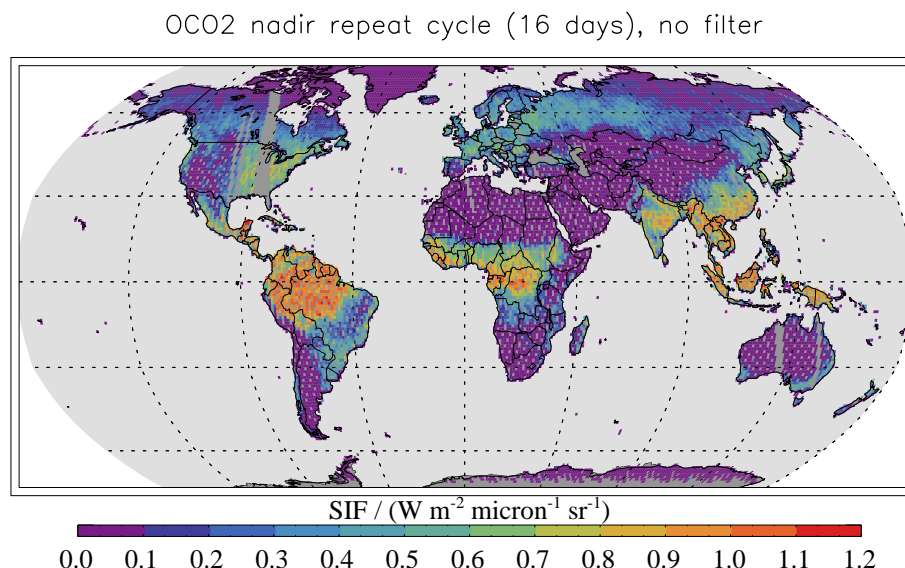 OCO2 nadir repeat cycle (16 days), no filter
SIF / (W m⁻² micron⁻¹ sr⁻¹)
0.0 0.1 0.2 0.3 0.4 0.5 0.6 0.7 0.8 0.9 1.0 1.1 1.2